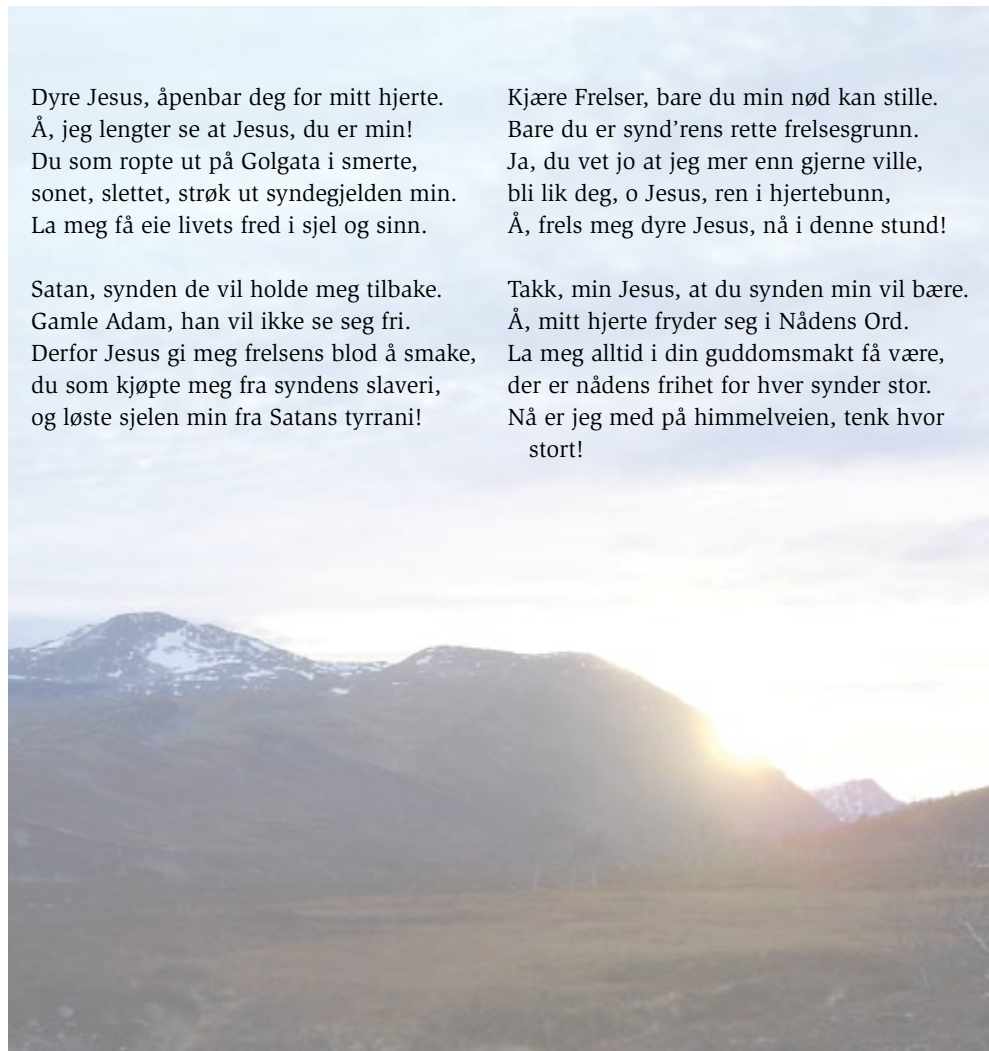 Dyre Jesus, åpenbar deg for mitt hjerte.
Å, jeg lengter se at Jesus, du er min!
Du som ropte ut på Golgata i smerte,
sonet, slettet, strøk ut syndegjelden min.
La meg få eie livets fred i sjel og sinn.

Satan, synden de vil holde meg tilbake.
Gamle Adam, han vil ikke se seg fri.
Derfor Jesus gi meg frelsens blod å smake,
du som kjøpte meg fra syndens slaveri,
og løste sjelen min fra Satans tyrrani!

Kjære Frelser, bare du min nød kan stille.
Bare du er synd’rens rette frelsesgrunn.
Ja, du vet jo at jeg mer enn gjerne ville,
bli lik deg, o Jesus, ren i hjertebunn,
Å, frels meg dyre Jesus, nå i denne stund!

Takk, min Jesus, at du synden min vil bære.
Å, mitt hjerte fryder seg i Nådens Ord.
La meg alltid i din guddomsmakt få være,
der er nådens frihet for hver synder stor.
Nå er jeg med på himmelveien, tenk hvor
stort!